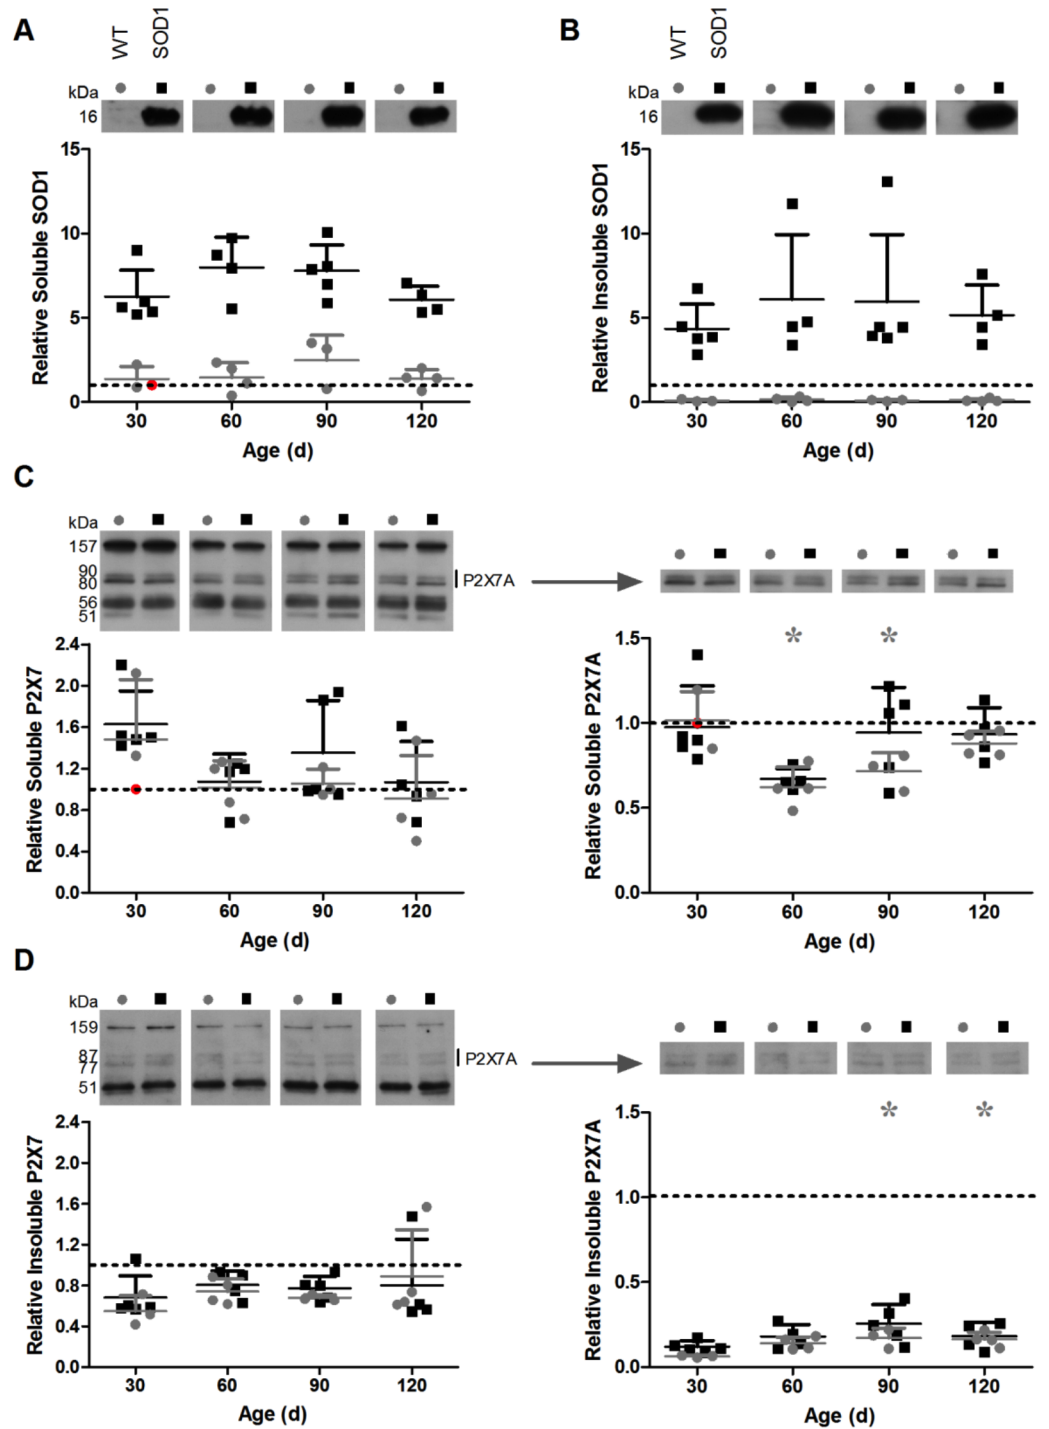 A
WT
SOD1
kDa
16
Relative Soluble SOD1
15
10
5
0
30
60
90
120
Age (d)
B
WT
SOD1
kDa
16
Relative Insoluble SOD1
15
10
5
0
30
60
90
120
Age (d)
C
kDa
157
90
80
56
51
P2X7A
Relative Soluble P2X7
2.4
2.0
1.6
1.2
0.8
0.4
0.0
30
60
90
120
Age (d)
* *
Relative Soluble P2X7A
1.5
1.0
0.5
0.0
30
60
90
120
Age (d)
D
kDa
159
87
77
51
P2X7A
Relative Insoluble P2X7
2.4
2.0
1.6
1.2
0.8
0.4
0.0
30
60
90
120
Age (d)
* *
Relative Insoluble P2X7A
1.5
1.0
0.5
0.0
30
60
90
120
Age (d)